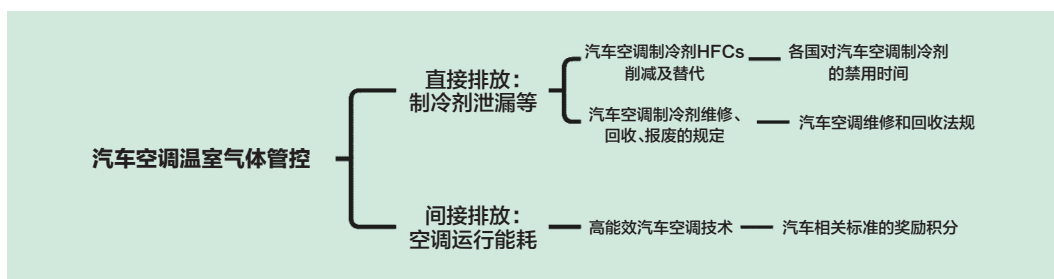 汽车空调温室气体管控
直接排放：
制冷剂泄漏等
汽车空调制冷剂HFCs
削减及替代
各国对汽车空调制冷剂
的禁用时间
汽车空调制冷剂维修、
回收、报废的规定
汽车空调维修和回收法规
间接排放：
空调运行能耗
高能效汽车空调技术
汽车相关标准的奖励积分